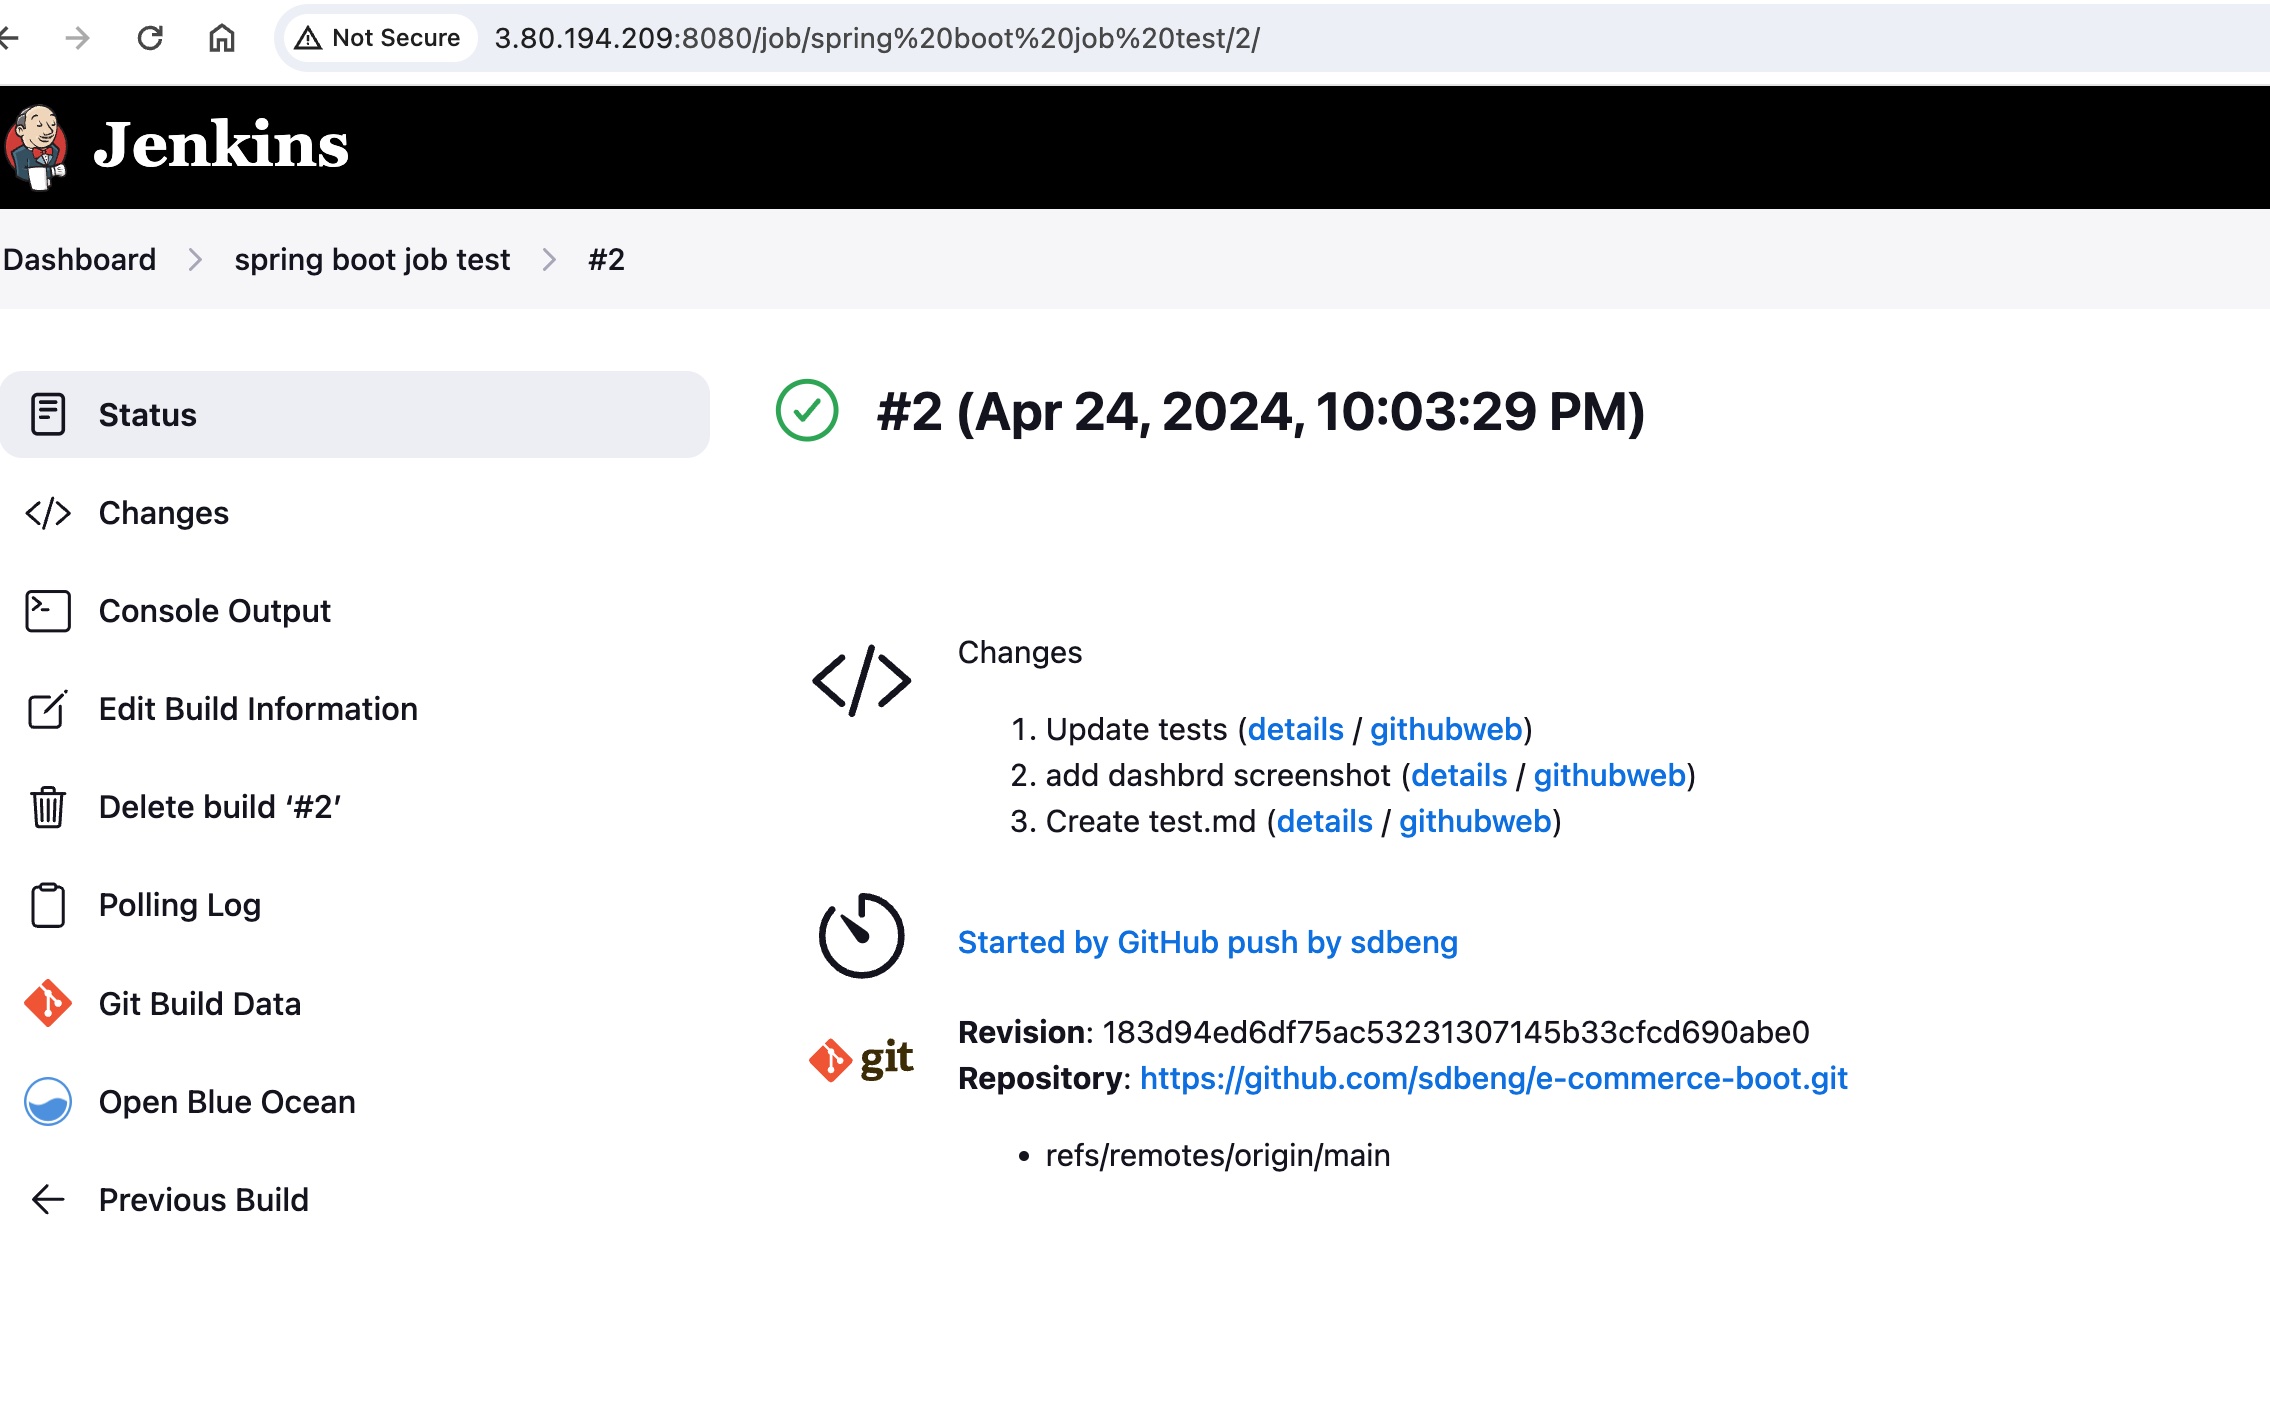 Not Secure 3.80.194.209:8080/job/spring%20boot%20job%20test/2/
Jenkins
Dashboard > spring boot job test > #2
Status
#2 (Apr 24, 2024, 10:03:29 PM)
Changes
Console Output
Edit Build Information
Delete build ‘#2’
Polling Log
Git Build Data
Open Blue Ocean
Previous Build
Changes
1. Update tests (details / githubweb)
2. add dashbrd screenshot (details / githubweb)
3. Create test.md (details / githubweb)
Started by GitHub push by sdbeng
git
Revision: 183d94ed6df75ac53231307145b33cfcd690abe0
Repository: https://github.com/sdbeng/e-commerce-boot.git
• refs/remotes/origin/main